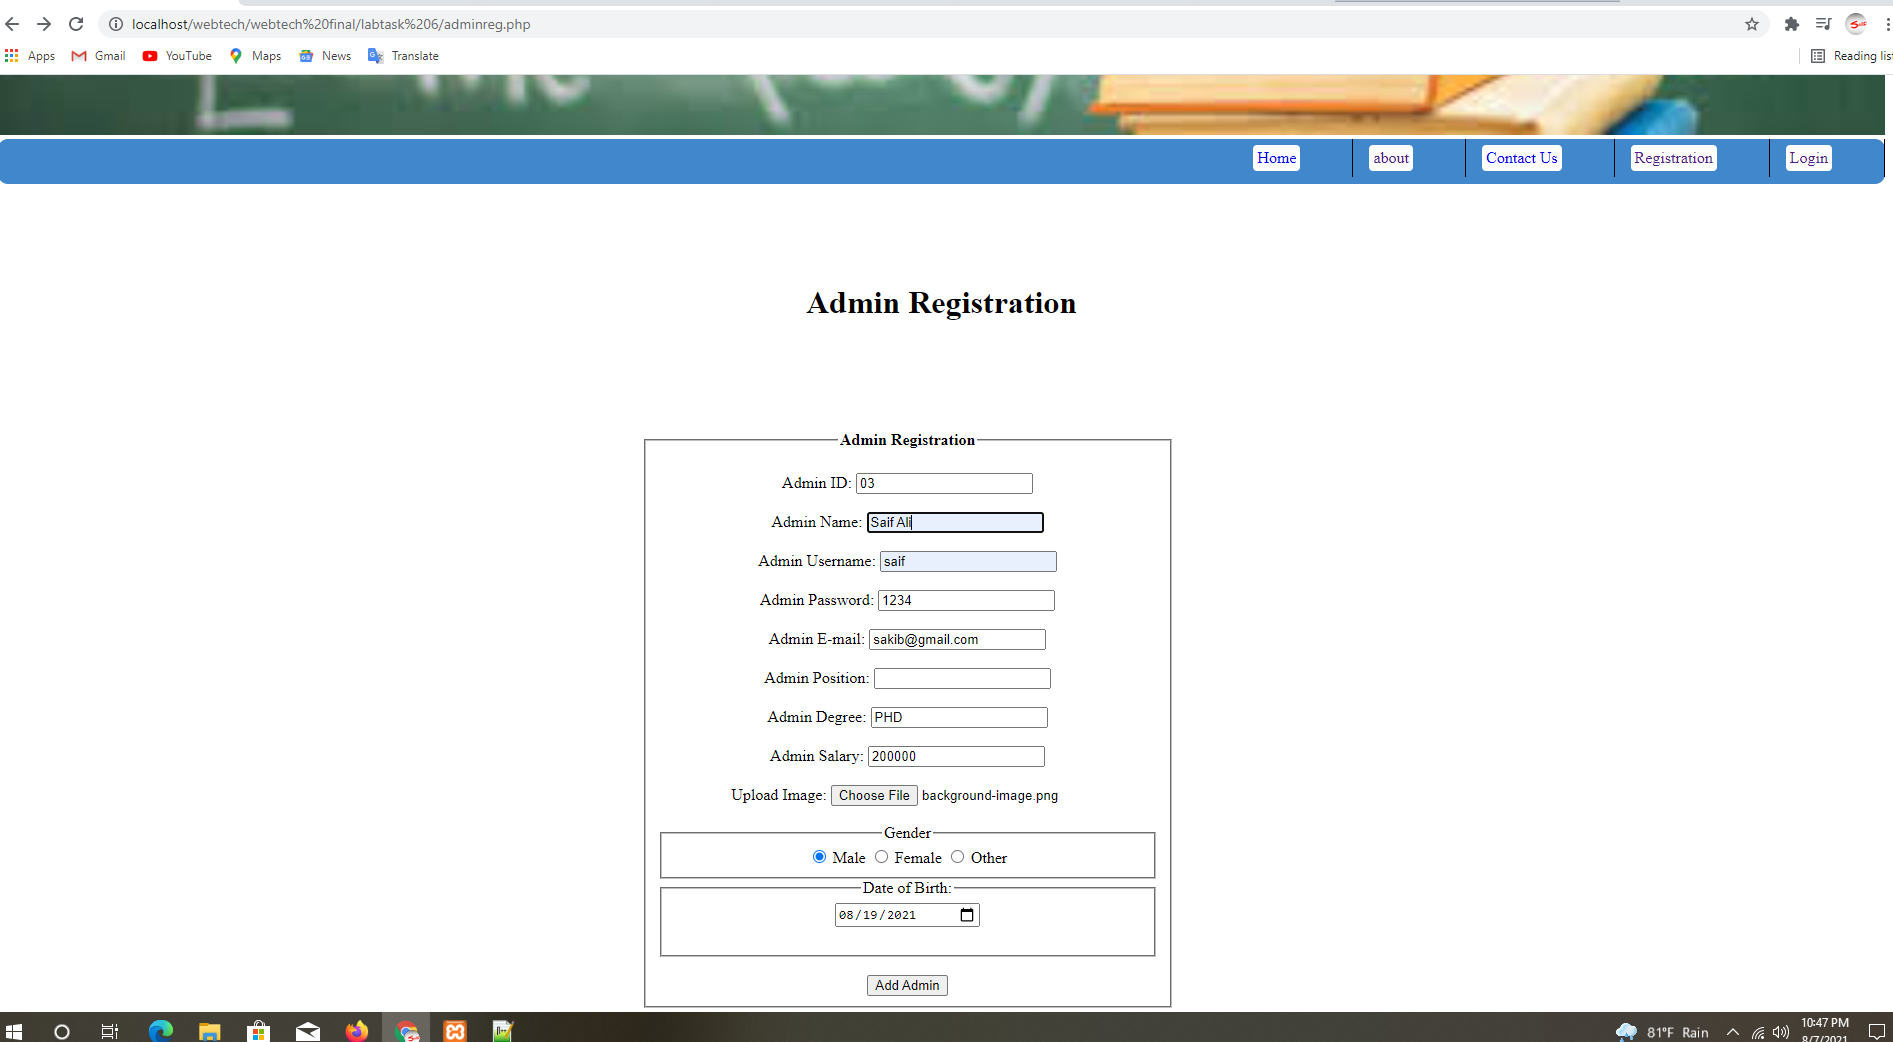 localhost/webtech/webtech%20final/labtask%206/adminreg.php
Apps Gmail YouTube Maps News Translate Reading list
Home about Contact Us Registration Login
Admin Registration
Admin Registration
Admin ID: 03
Admin Name: Saif Ali
Admin Username: saif
Admin Password: 1234
Admin E-mail: sakib@gmail.com
Admin Position:
Admin Degree: PHD
Admin Salary: 200000
Upload Image: Choose File background-image.png
Gender
Male Female Other
Date of Birth:
08/19/2021
Add Admin
81°F Rain 10:47 PM
8/7/2021